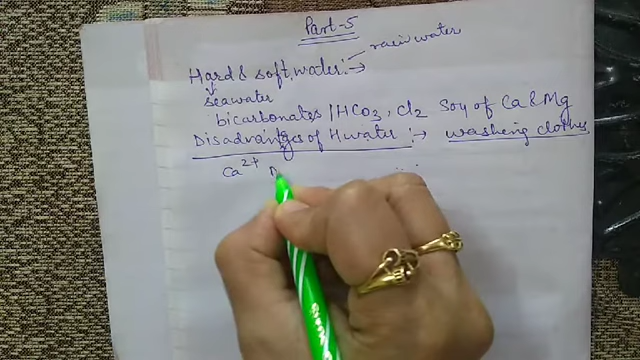 Part-5
rain water
Hard & soft water :→
seawater
bicarbonates / HCO3, Cl2 SO4 of Ca & Mg
Disadvantges of H water :→ washing clothes
Ca2+